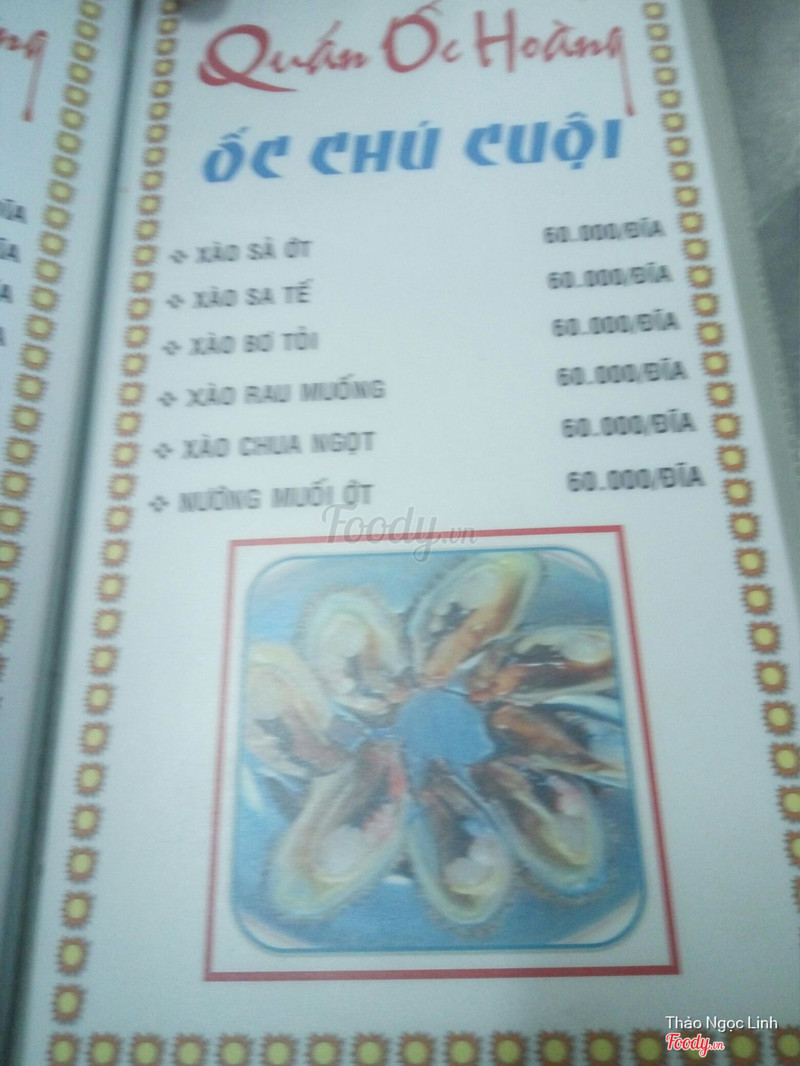 Quán Ốc Hoàng
ỐC CHÚ CUỘI
XÀO SẢ ỚT 60.000/ĐĨA
XÀO SA TẾ 60.000/ĐĨA
XÀO BƠ TỎI 60.000/ĐĨA
XÀO RAU MUỐNG 60.000/ĐĨA
XÀO CHUA NGỌT 60.000/ĐĨA
NƯỚNG MUỐI ỚT 60.000/ĐĨA
Foody.vn
Thảo Ngọc Linh
Foody.vn